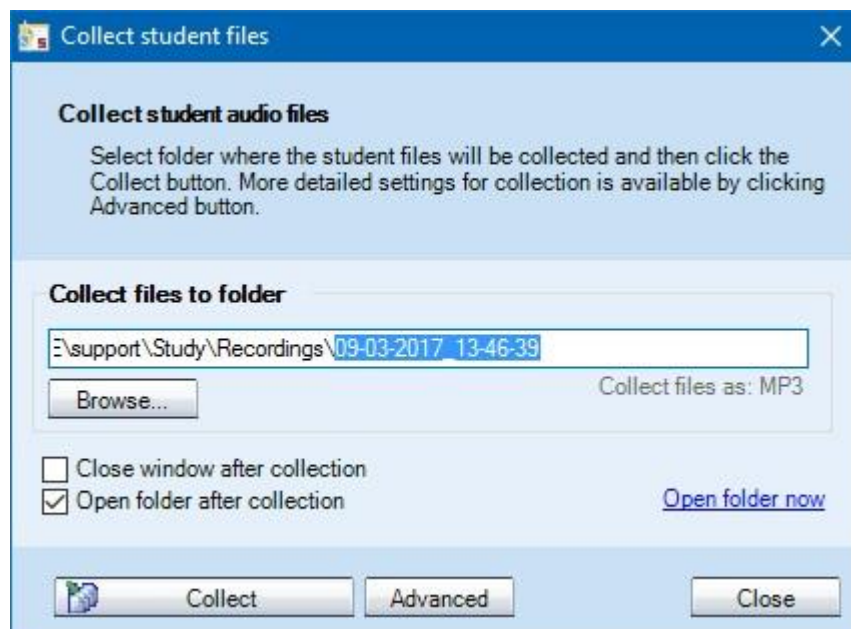 Collect student files
Collect student audio files
Select folder where the student files will be collected and then click the
Collect button. More detailed settings for collection is available by clicking
Advanced button.
Collect files to folder
E\support\Study\Recordings\09-03-2017_13-46-39
Browse...
Collect files as: MP3
Close window after collection
Open folder after collection
Open folder now
Collect
Advanced
Close